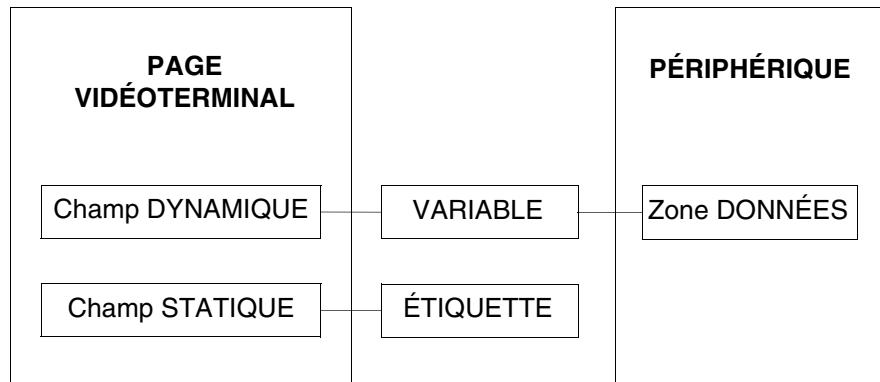 PAGE
VIDÉOTERMINAL
PÉRIPHÉRIQUE
Champ DYNAMIQUE
VARIABLE
Zone DONNÉES
Champ STATIQUE
ÉTIQUETTE